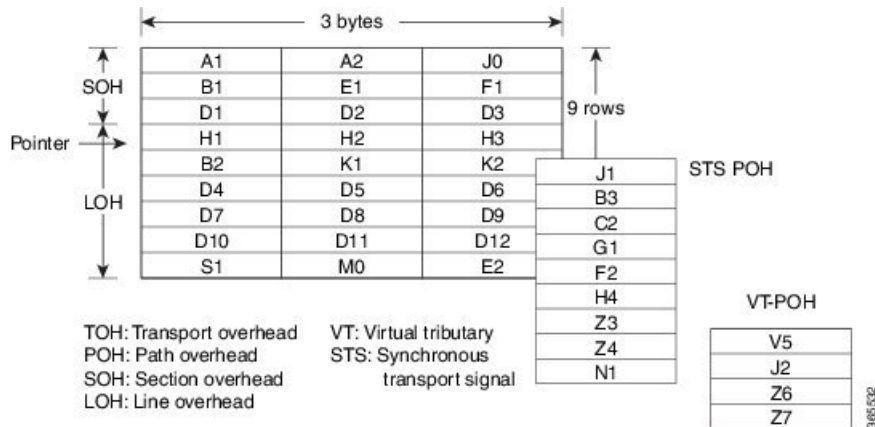 3 bytes
A1 A2 J0
SOH B1 E1 F1
D1 D2 D3 9 rows
Pointer H1 H2 H3
B2 K1 K2
J1 STS POH
LOH D4 D5 D6
B3
D7 D8 D9
C2
D10 D11 D12
G1
S1 M0 E2
F2
H4
VT-POH
TOH: Transport overhead VT: Virtual tributary
Z3
V5
POH: Path overhead STS: Synchronous
Z4
SOH: Section overhead transport signal
N1
J2
LOH: Line overhead
Z6
Z7
365532